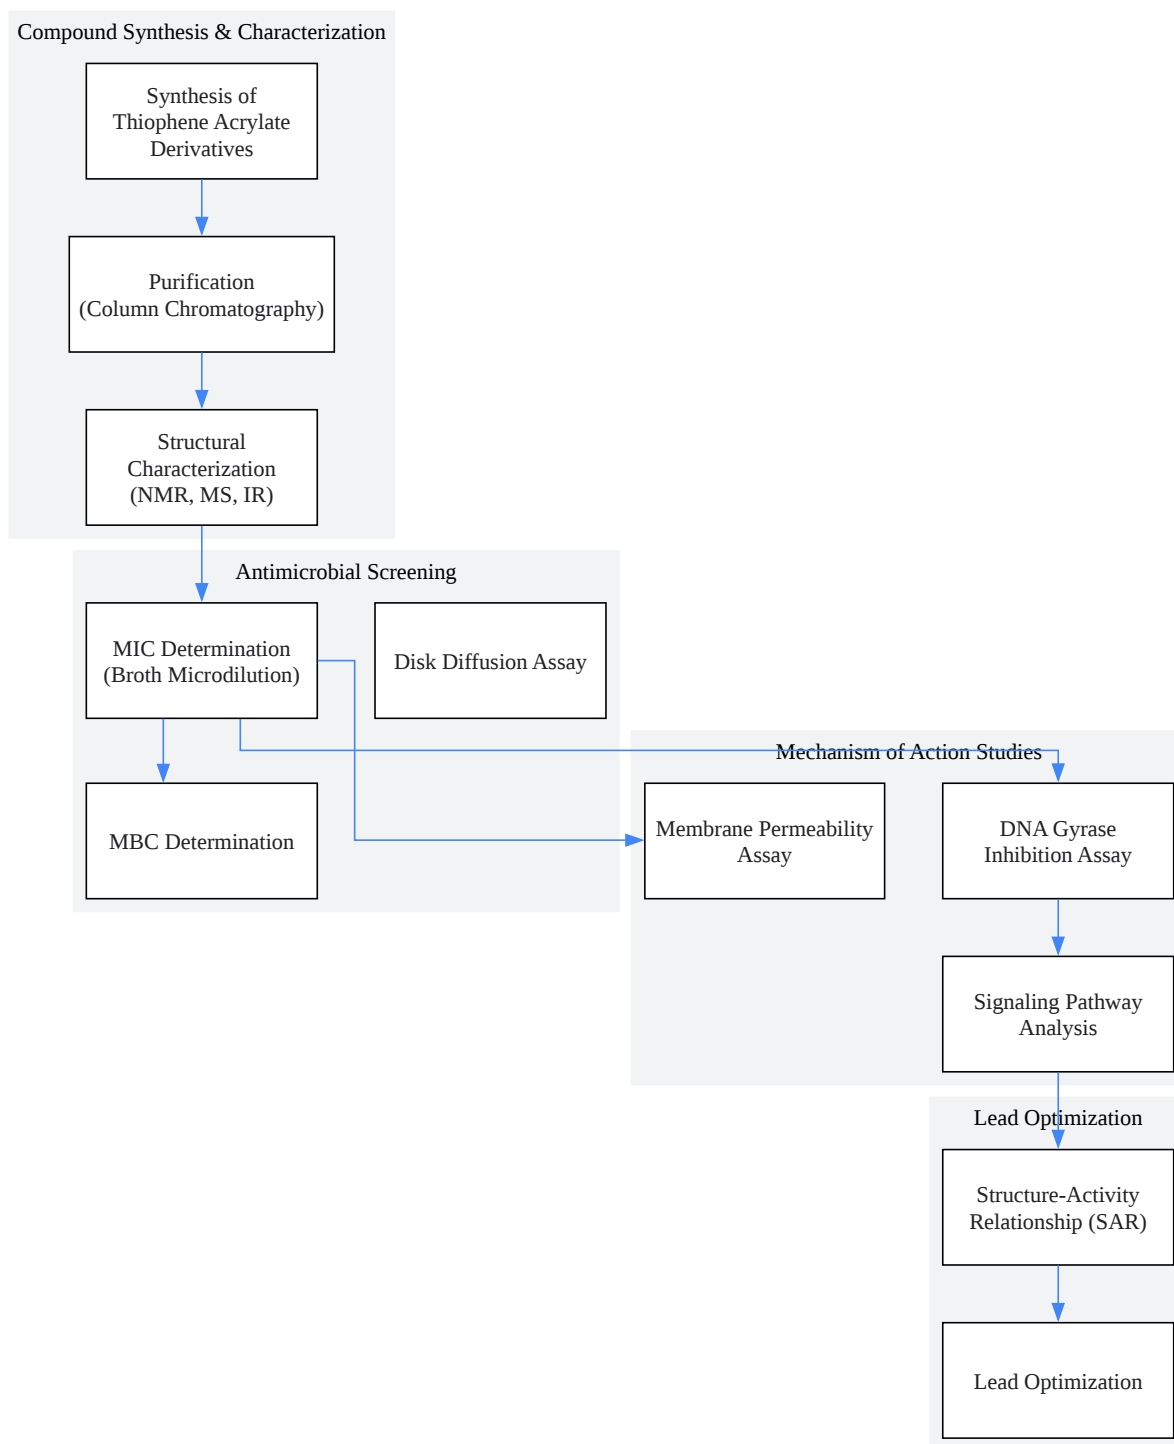 Compound Synthesis & Characterization
Synthesis of
Thiophene Acrylate
Derivatives
Purification
(Column Chromatography)
Structural
Characterization
(NMR, MS, IR)
Antimicrobial Screening
MIC Determination
(Broth Microdilution)
Disk Diffusion Assay
MBC Determination
Mechanism of Action Studies
Membrane Permeability
Assay
DNA Gyrase
Inhibition Assay
Signaling Pathway
Analysis
Lead Optimization
Structure-Activity
Relationship (SAR)
Lead Optimization